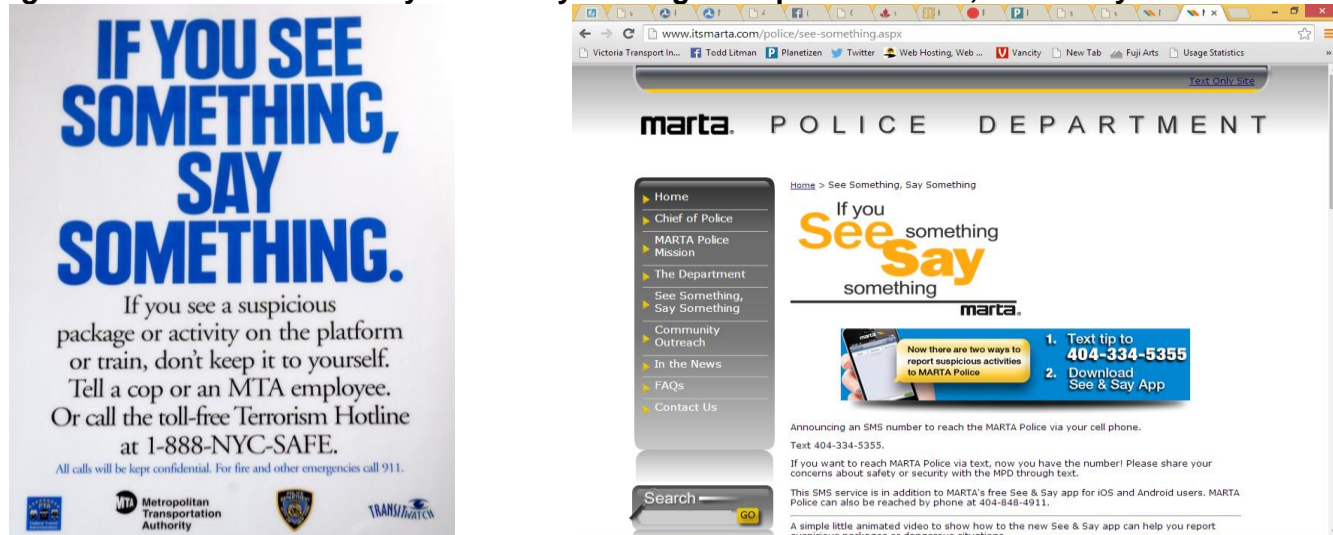 IF YOU SEE
SOMETHING,
SAY
SOMETHING.
If you see a suspicious
package or activity on the platform
or train, don't keep it to yourself.
Tell a cop or an MTA employee.
Or call the toll-free Terrorism Hotline
at 1-888-NYC-SAFE.
All calls will be kept confidential. For fire and other emergencies call 911.
MTA
Metropolitan
Transportation
Authority
TRANSITWATCH
www.itsmarta.com/police/see-something.aspx
Victoria Transport In... Todd Litman Planetizen Twitter Web Hosting, Web ... Vancity New Tab Fuji Arts Usage Statistics
Text Only Site
marta. POLICE DEPARTMENT
Home
Chief of Police
MARTA Police
Mission
The Department
See Something,
Say Something
Community
Outreach
In the News
FAQs
Contact Us
Search
GO
Home > See Something, Say Something
If you
See something
Say
something
marta.
Now there are two ways to
report suspicious activities
to MARTA Police
1. Text tip to
404-334-5355
2. Download
See & Say App
Announcing an SMS number to reach the MARTA Police via your cell phone.
Text 404-334-5355.
If you want to reach MARTA Police via text, now you have the number! Please share your
concerns about safety or security with the MPD through text.
This SMS service is in addition to MARTA's free See & Say app for iOS and Android users. MARTA
Police can also be reached by phone at 404-848-4911.
A simple little animated video to show how to the new See & Say app can help you report